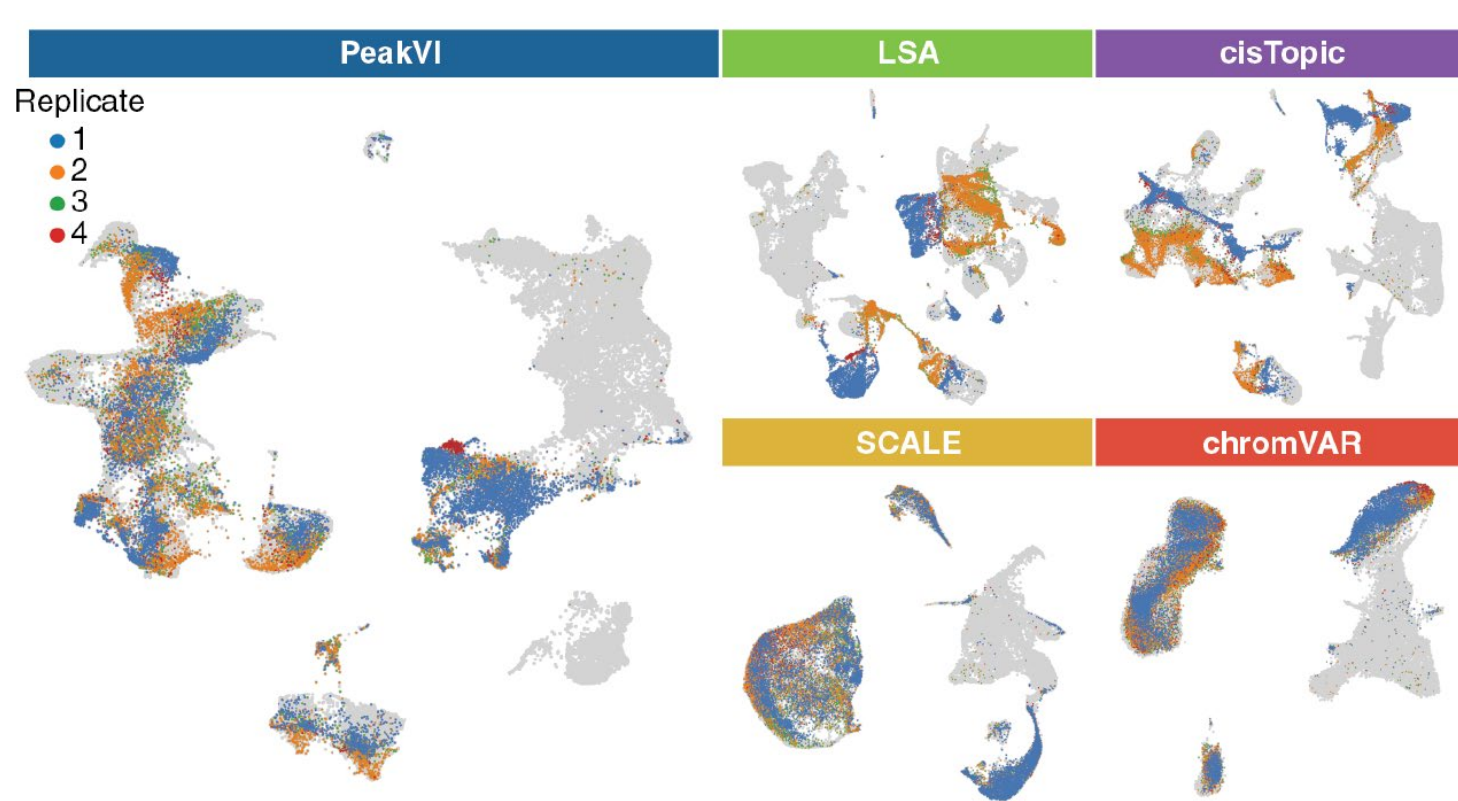 PeakVI
LSA
cisTopic
Replicate
1
2
3
4
SCALE
chromVAR